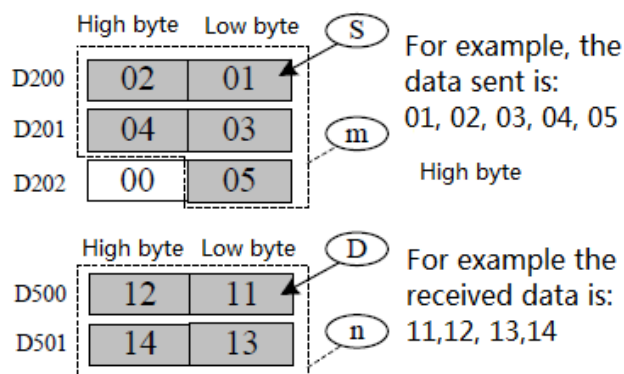 High byte Low byte S
For example, the
data sent is:
01, 02, 03, 04, 05
D200 02 01
D201 04 03
m
D202 00 05
High byte
High byte Low byte D
For example the
received data is:
11,12, 13,14
D500 12 11
D501 14 13
n